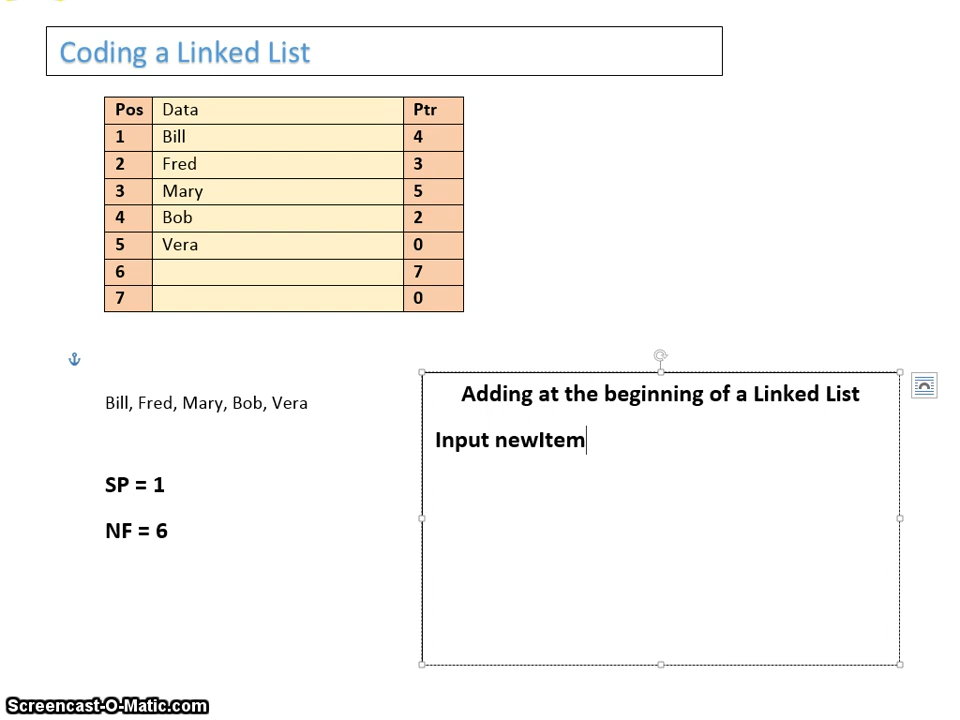 Coding a Linked List
Pos Data Ptr
1 Bill 4
2 Fred 3
3 Mary 5
4 Bob 2
5 Vera 0
6 7
7 0
Bill, Fred, Mary, Bob, Vera
SP = 1
NF = 6
Adding at the beginning of a Linked List
Input newItem
Screencast-O-Matic.com